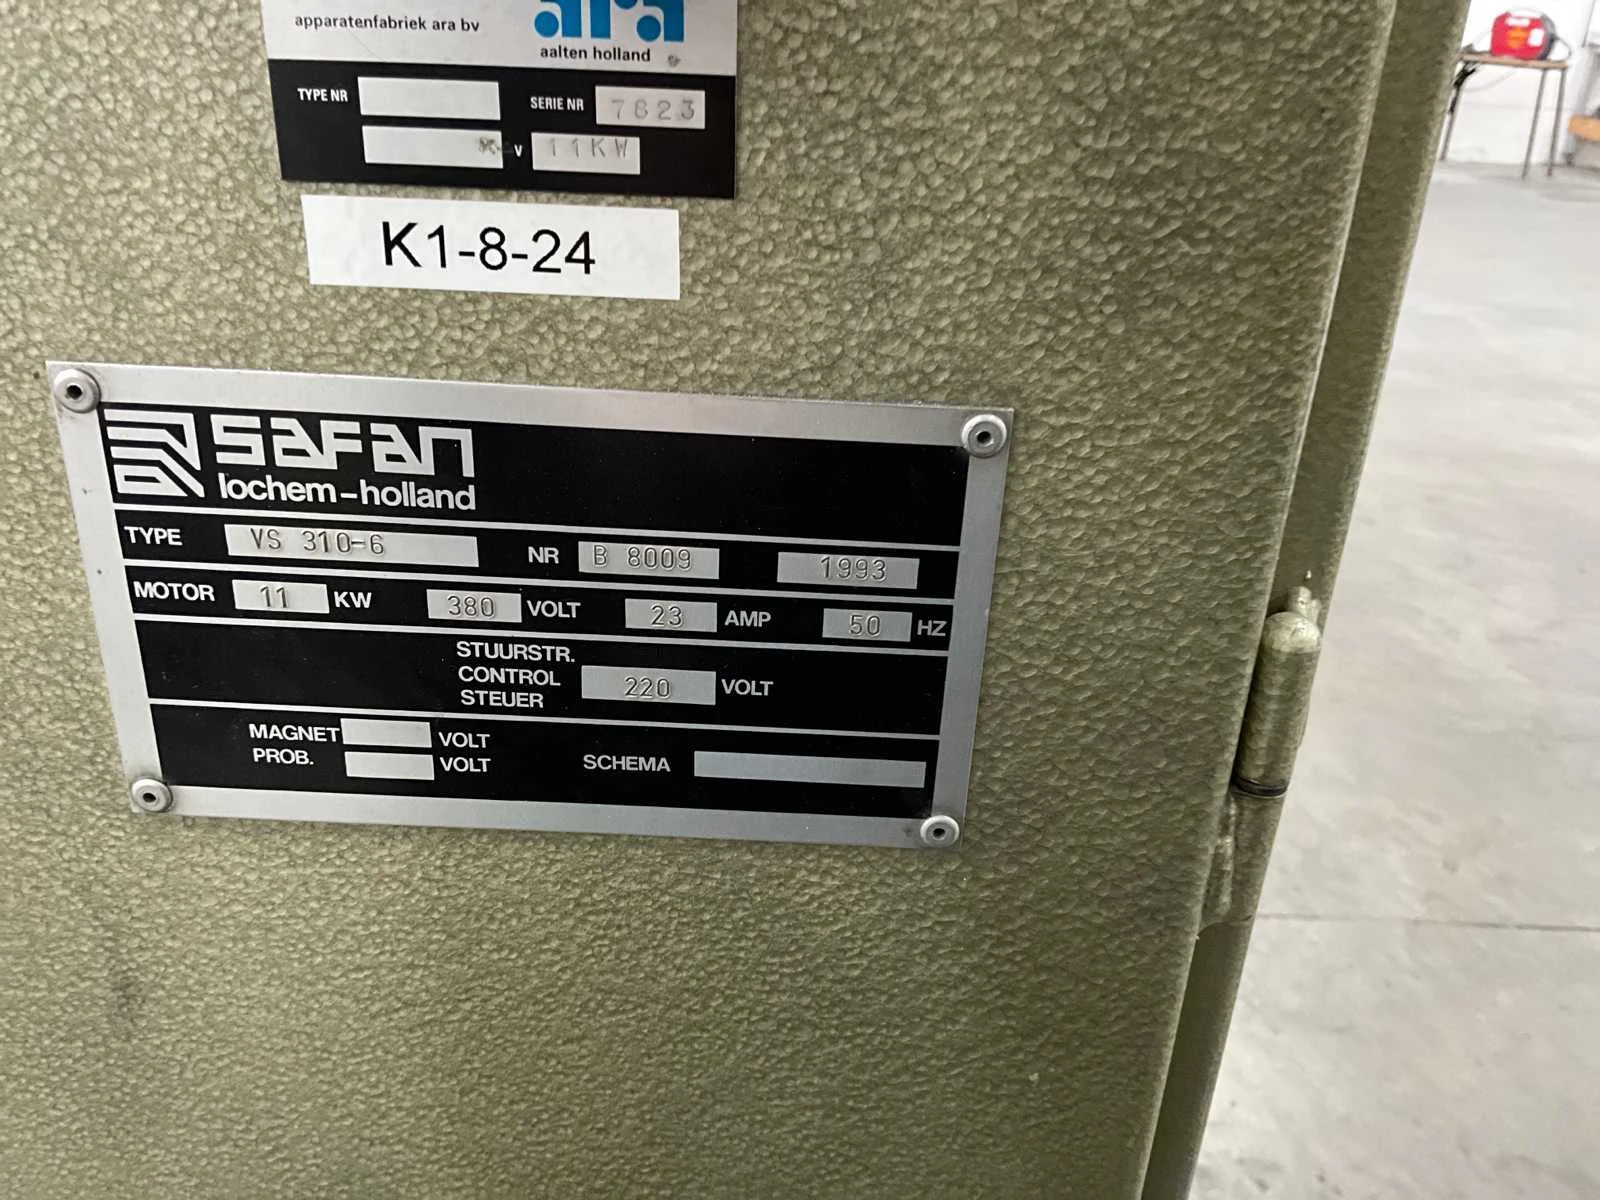 apparatenfabriek ara bv
ara
aalten holland
TYPE NR
SERIE NR 7823
V 11KW
K1-8-24
SAFAN
lochem-holland
TYPE VS 310-6 NR B 8009 1993
MOTOR 11 KW 380 VOLT 23 AMP 50 HZ
STUURSTR.
CONTROL
STEUER
220 VOLT
MAGNET VOLT
PROB. VOLT
SCHEMA